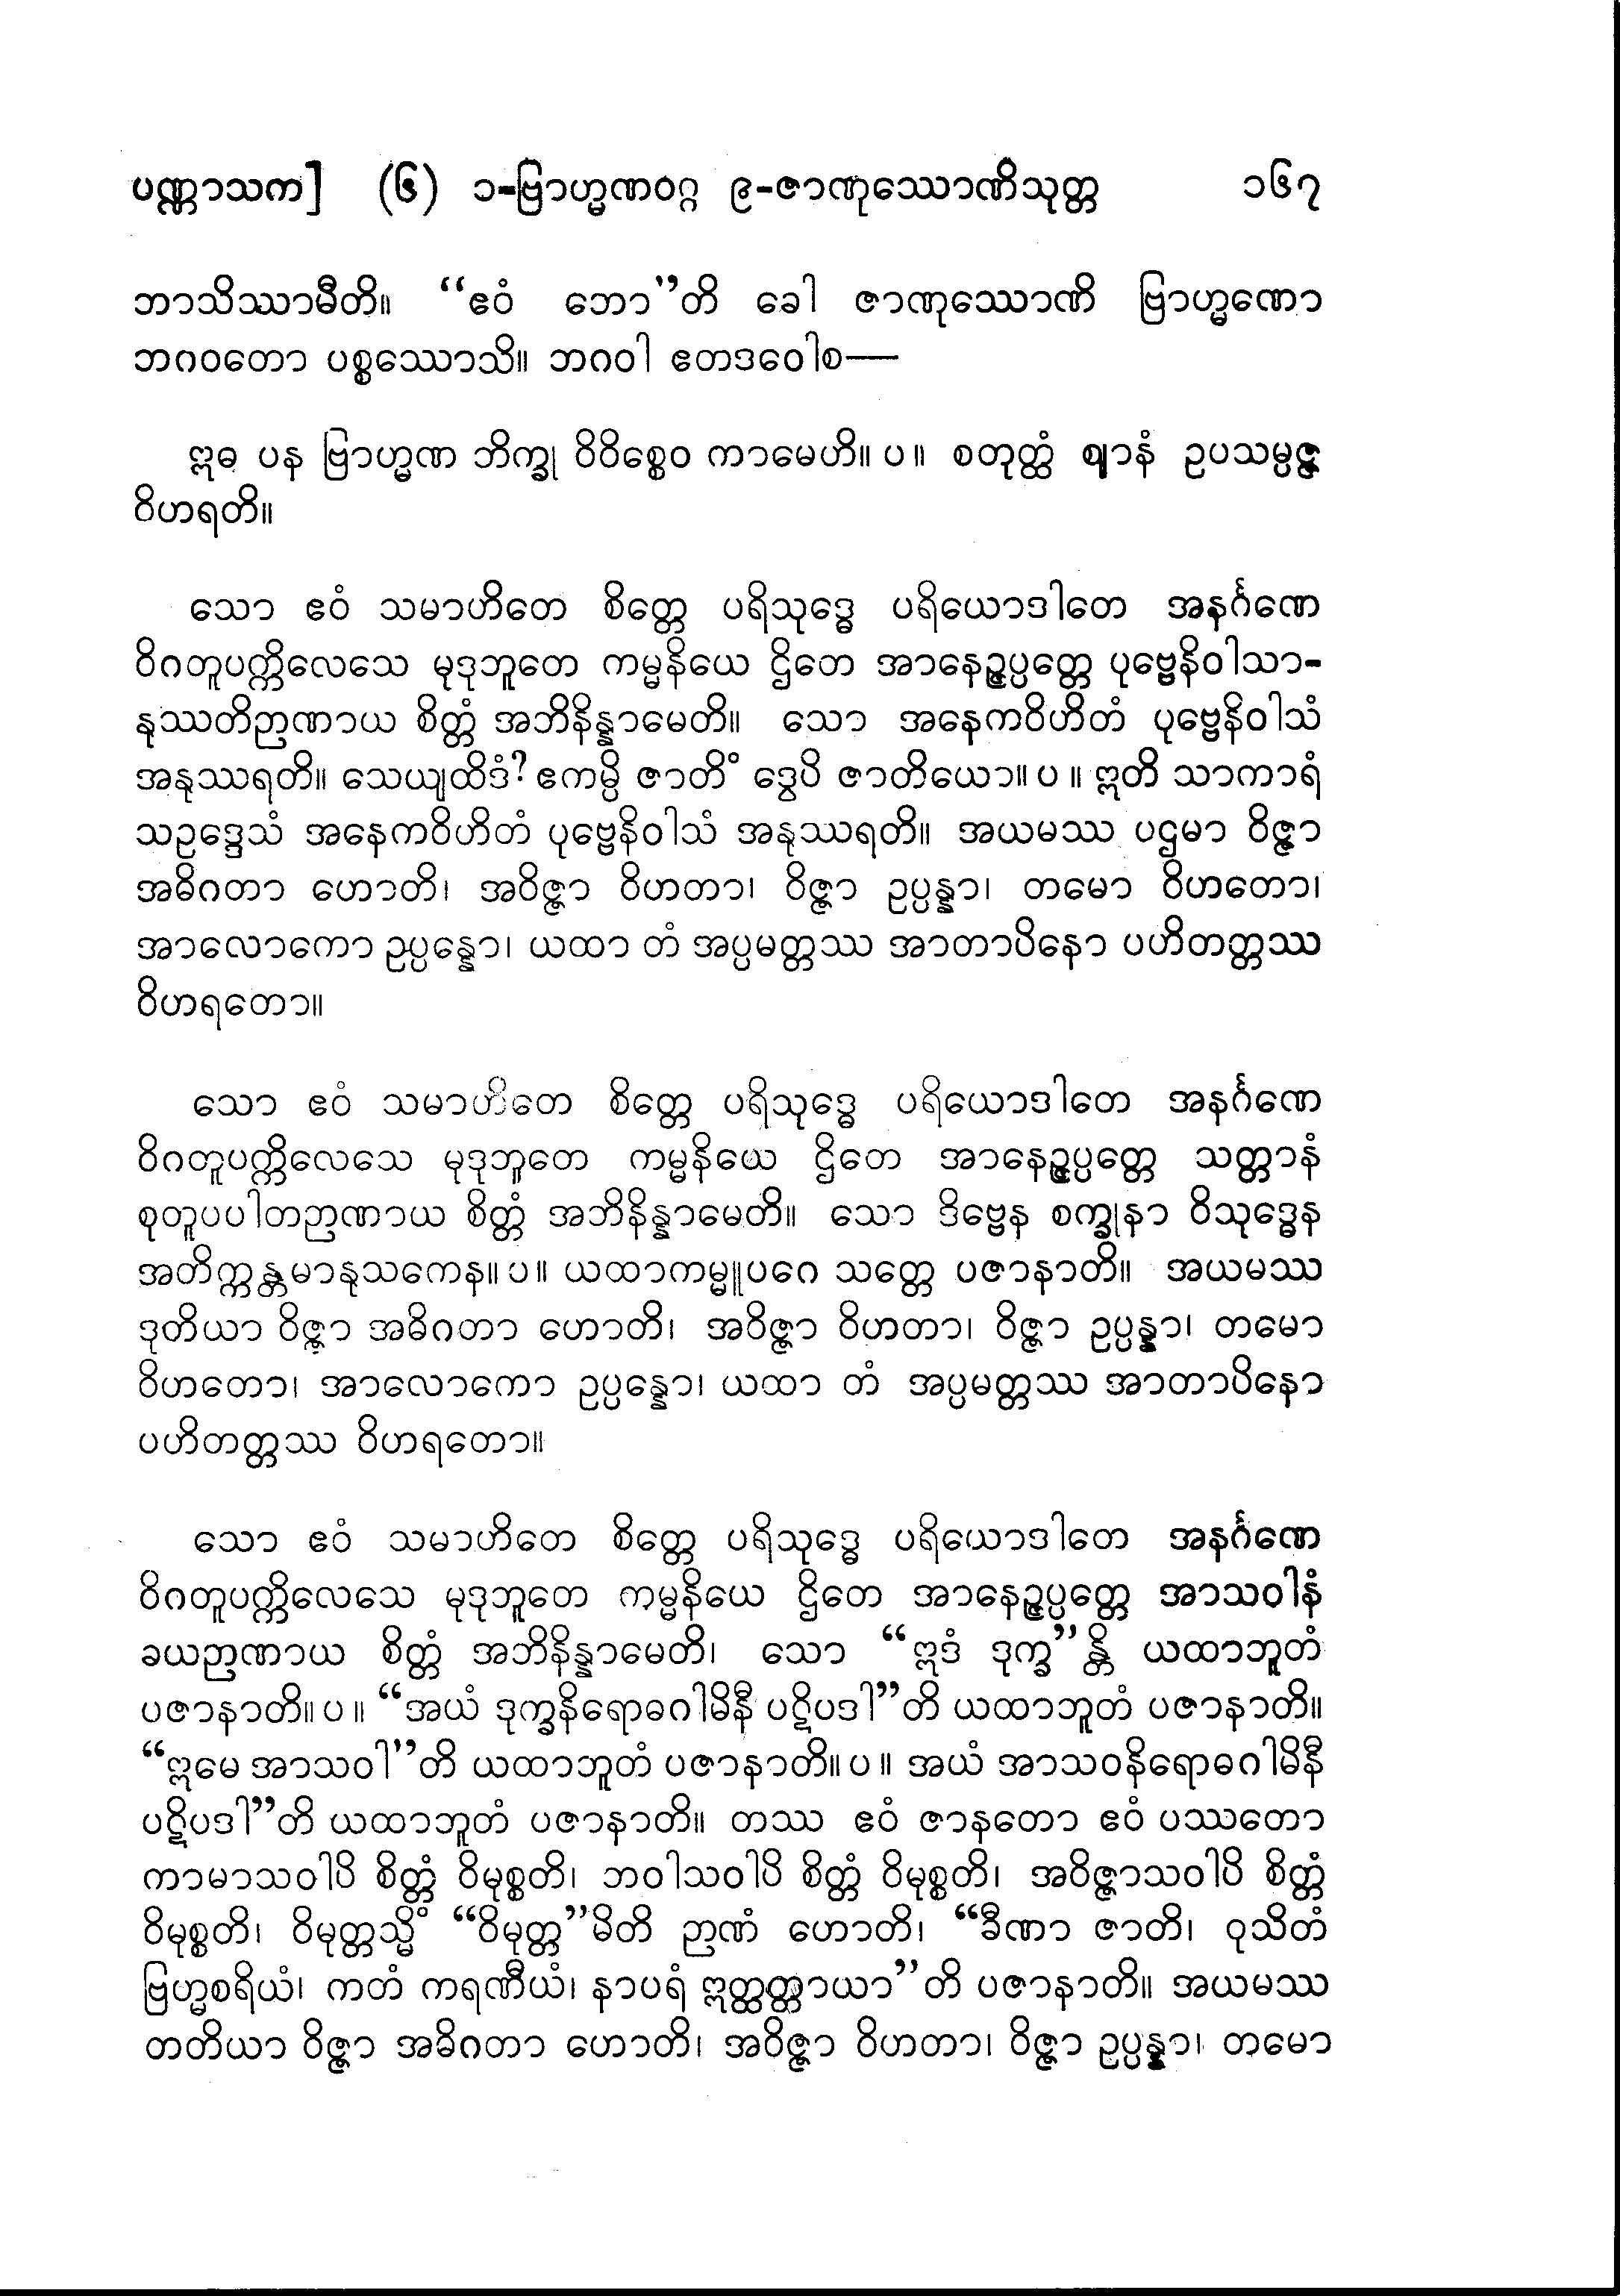 ပဏ္ဏာသက] (၆) ၁-ဗြာဟ္မဏဝဂ္ဂ ၉-ဇာဏုသောဏိသုတ္တ ၁၆၇
ဘာသိဿာမီတိ။ “ဧဝံ ဘော”တိ ခေါ ဇာဏုဿောဏိ ဗြာဟ္မဏော
ဘဂဝတော ပစ္စဿောသိ။ ဘဂဝါ ဧတဒဝေါစ—
ဣဓ ပန ဗြာဟ္မဏ ဘိက္ခု ဝိဝိစ္စေဝ ကာမေဟိ။ ပ။ စတုတ္ထံ ဈာနံ ဥပသမ္ပဇ္ဇ
ဝိဟရတိ။
သော ဧဝံ သမာဟိတေ စိတ္တေ ပရိသုဒ္ဓေ ပရိယောဒါတေ အနင်္ဂဏေ
ဝိဂတူပက္ကိလေသေ မုဒုဘူတေ ကမ္မနိယေ ဌိတေ အာနေဉ္ဇပ္ပတ္တေ ပုဗ္ဗေနိဝါသာ-
နုဿတိဉာဏာယ စိတ္တံ အဘိနိန္နာမေတိ။ သော အနေကဝိဟိတံ ပုဗ္ဗေနိဝါသံ
အနုဿရတိ။ သေယျထိဒံ? ဧကမ္ပိ ဇာတိံ ဒွေပိ ဇာတိယော။ ပ ။ ဣတိ သာကာရံ
သဥဒ္ဒေသံ အနေကဝိဟိတံ ပုဗ္ဗေနိဝါသံ အနုဿရတိ။ အယမဿ ပဌမာ ဝိဇ္ဇာ
အဓိဂတာ ဟောတိ၊ အဝိဇ္ဇာ ဝိဟတာ၊ ဝိဇ္ဇာ ဥပ္ပန္နာ၊ တမော ဝိဟတော၊
အာလောကော ဥပ္ပန္နော၊ ယထာ တံ အပ္ပမတ္တဿ အာတာပိနော ပဟိတတ္တဿ
ဝိဟရတော။
သော ဧဝံ သမာဟိတေ စိတ္တေ ပရိသုဒ္ဓေ ပရိယောဒါတေ အနင်္ဂဏေ
ဝိဂတူပက္ကိလေသေ မုဒုဘူတေ ကမ္မနိယေ ဌိတေ အာနေဉ္ဇပ္ပတ္တေ သတ္တာနံ
စုတူပပါတဉာဏာယ စိတ္တံ အဘိနိန္နာမေတိ။ သော ဒိဗ္ဗေန စက္ခုနာ ဝိသုဒ္ဓေန
အတိက္ကန္တမာနုသကေန။ ပ။ ယထာကမ္မူပဂေ သတ္တေ ပဇာနာတိ။ အယမဿ
ဒုတိယာ ဝိဇ္ဇာ အဓိဂတာ ဟောတိ၊ အဝိဇ္ဇာ ဝိဟတာ၊ ဝိဇ္ဇာ ဥပ္ပန္နာ၊ တမော
ဝိဟတော၊ အာလောကော ဥပ္ပန္နော၊ ယထာ တံ အပ္ပမတ္တဿ အာတာပိနော
ပဟိတတ္တဿ ဝိဟရတော။
သော ဧဝံ သမာဟိတေ စိတ္တေ ပရိသုဒ္ဓေ ပရိယောဒါတေ အနင်္ဂဏေ
ဝိဂတူပက္ကိလေသေ မုဒုဘူတေ ကမ္မနိယေ ဌိတေ အာနေဉ္ဇပ္ပတ္တေ အာသဝါနံ
ခယဉာဏာယ စိတ္တံ အဘိနိန္နာမေတိ၊ သော “ဣဒံ ဒုက္ခ”န္တိ ယထာဘူတံ
ပဇာနာတိ။ ပ ။ “အယံ ဒုက္ခနိရောဓဂါမိနီ ပဋိပဒါ”တိ ယထာဘူတံ ပဇာနာတိ။
“ဣမေ အာသဝါ”တိ ယထာဘူတံ ပဇာနာတိ။ ပ ။ အယံ အာသဝနိရောဓဂါမိနီ
ပဋိပဒါ”တိ ယထာဘူတံ ပဇာနာတိ။ တဿ ဧဝံ ဇာနတော ဧဝံ ပဿတော
ကာမာသဝါပိ စိတ္တံ ဝိမုစ္စတိ၊ ဘဝါသဝါပိ စိတ္တံ ဝိမုစ္စတိ၊ အဝိဇ္ဇာသဝါပိ စိတ္တံ
ဝိမုစ္စတိ၊ ဝိမုတ္တသ္မိံ “ဝိမုတ္တ”မိတိ ဉာဏံ ဟောတိ၊ “ခီဏာ ဇာတိ၊ ဝုသိတံ
ဗြဟ္မစရိယံ၊ ကတံ ကရဏီယံ၊ နာပရံ ဣတ္ထတ္တာယာ”တိ ပဇာနာတိ။ အယမဿ
တတိယာ ဝိဇ္ဇာ အဓိဂတာ ဟောတိ၊ အဝိဇ္ဇာ ဝိဟတာ၊ ဝိဇ္ဇာ ဥပ္ပန္နာ၊ တမော